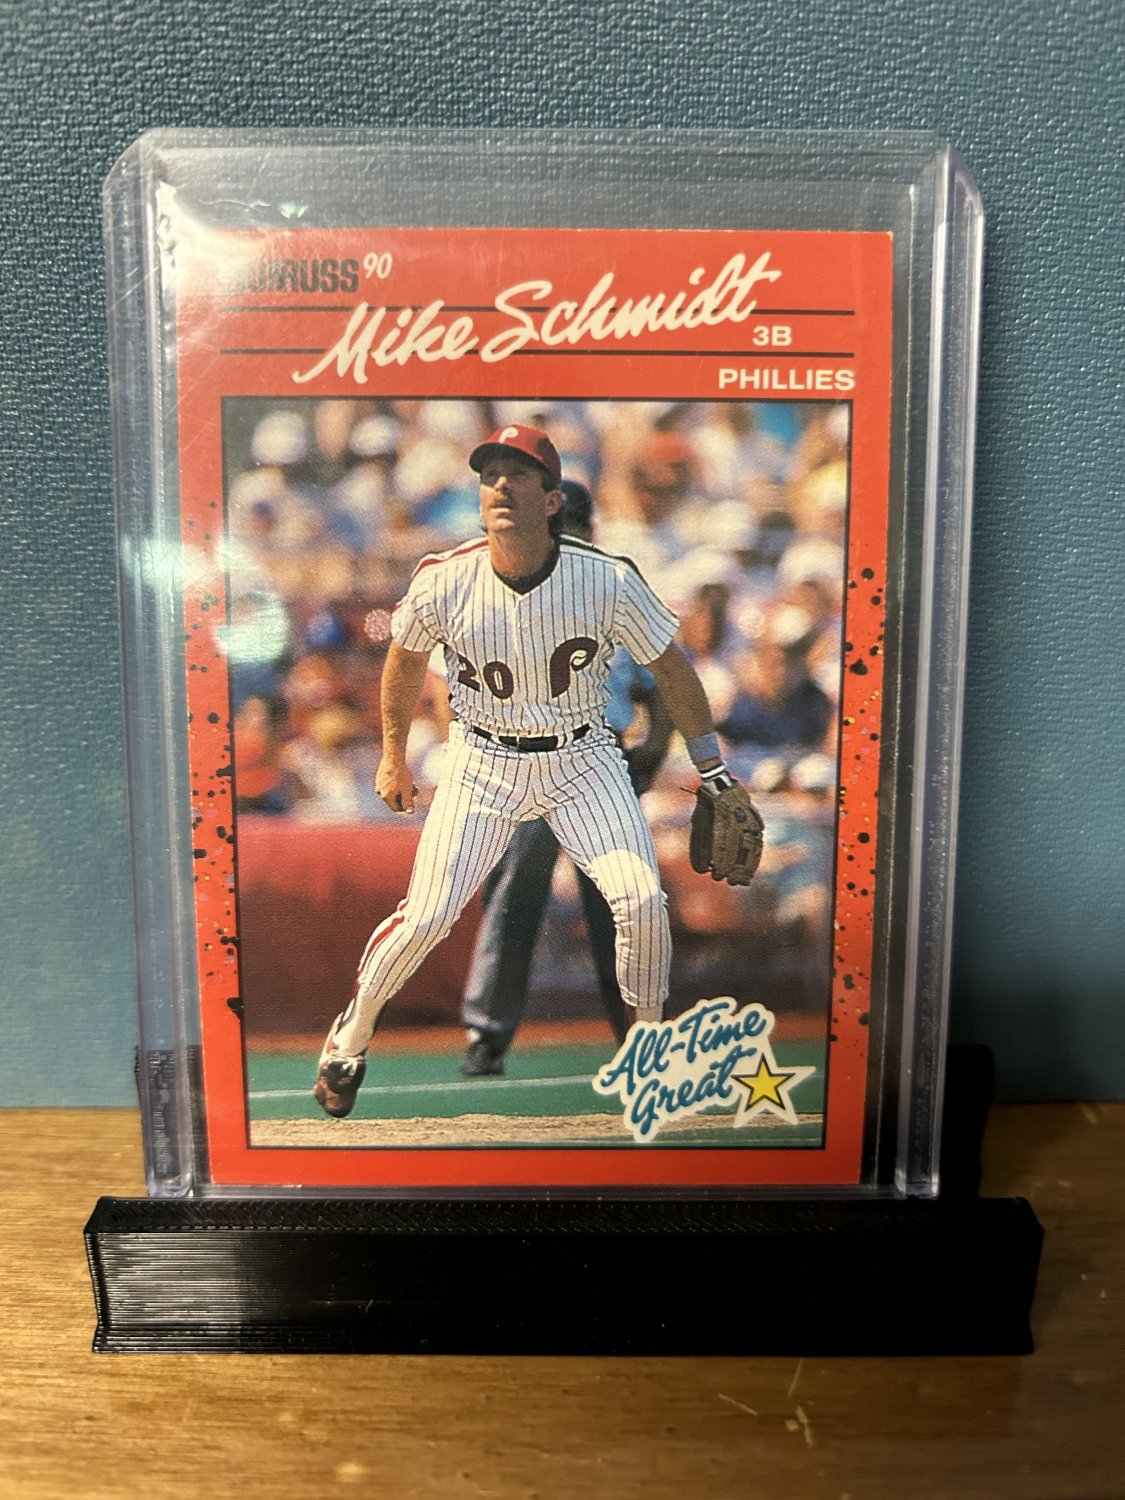 DONRUSS 90
Mike Schmidt
3B
PHILLIES
P
20 P
All-Time
Great